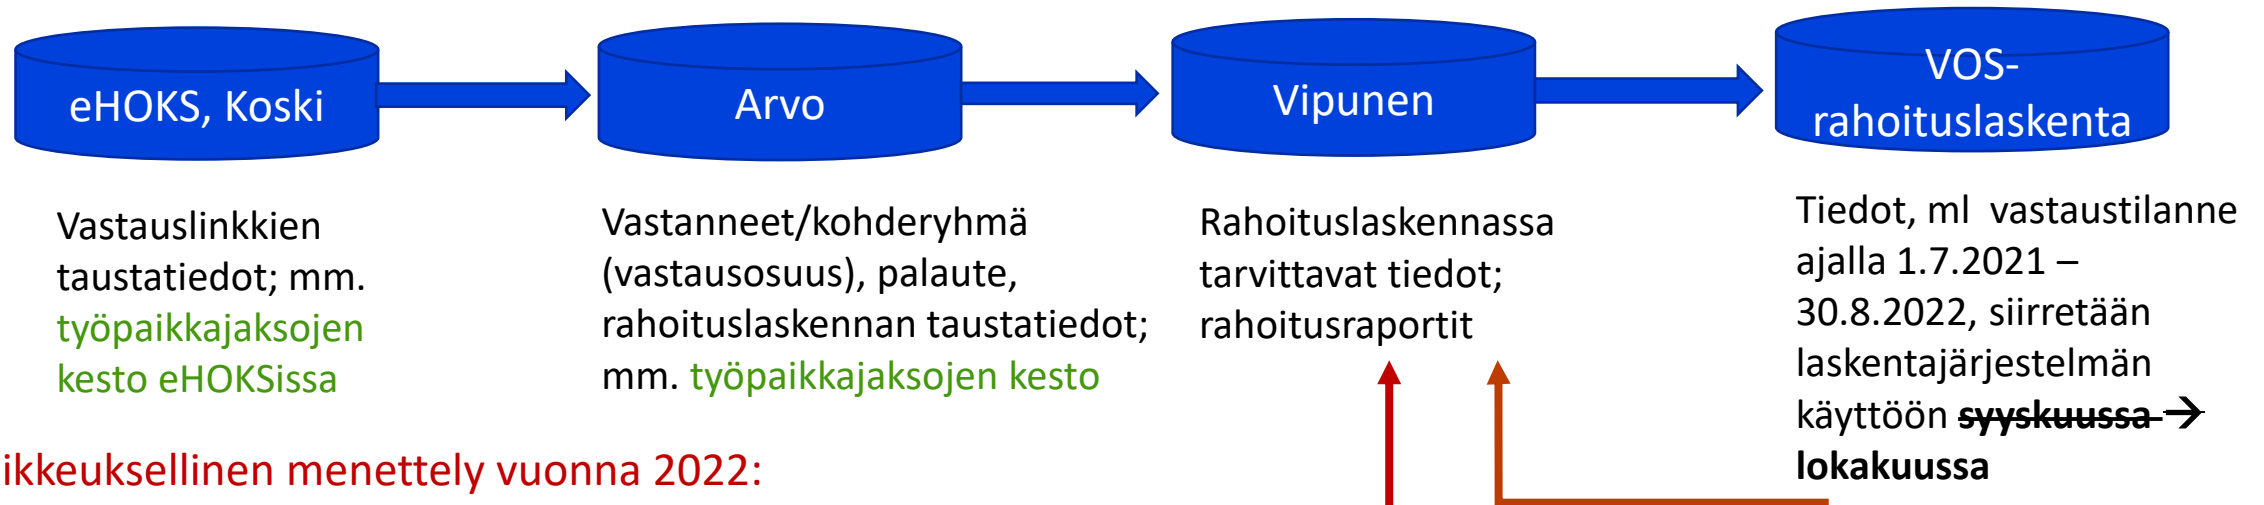 eHOKS, Koski
Arvo
Vipunen
VOS-
rahoituslaskenta
Vastauslinkkien
taustatiedot; mm.
työpaikkajaksojen
kesto eHOKSissa
Vastanneet/kohderyhmä
(vastausosuus), palaute,
rahoituslaskennan taustatiedot;
mm. työpaikkajaksojen kesto
Rahoituslaskennassa
tarvittavat tiedot;
rahoitusraportit
Tiedot, ml vastaustilanne
ajalla 1.7.2021 –
30.8.2022, siirretään
laskentajärjestelmän
käyttöön syyskuussa →
lokakuussa
ikkeuksellinen menettely vuonna 2022: